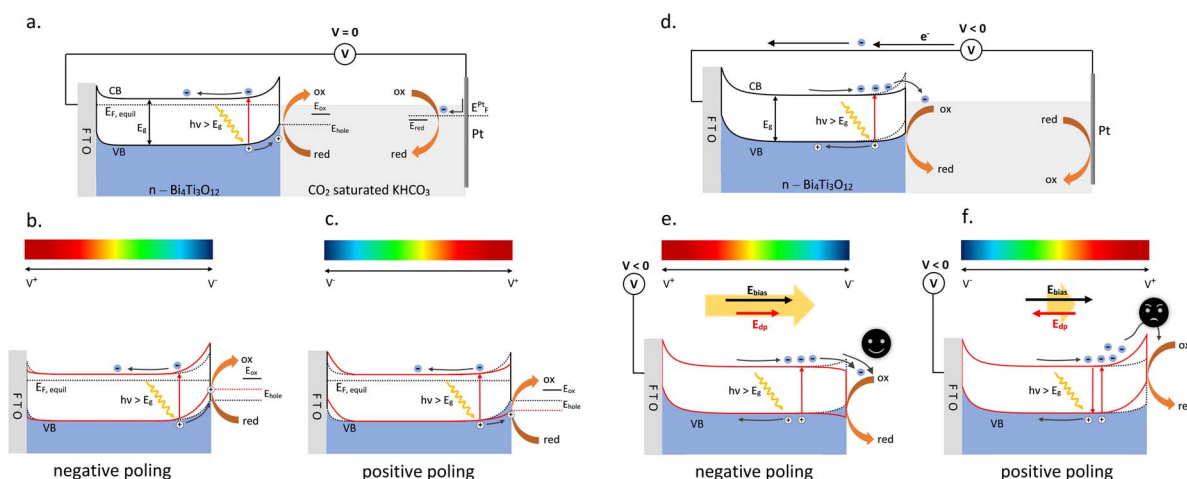 a.
V = 0
V
CB
E_F, equil
E_g
hν > E_g
VB
FTO
n – Bi₄Ti₃O₁₂
ox
E_ox
E_hole
red
ox
E_red
red
E^Pt_F
Pt
CO₂ saturated KHCO₃
d.
V < 0
e⁻
V
CB
E_g
hν > E_g
VB
FTO
n – Bi₄Ti₃O₁₂
ox
red
red
ox
Pt
b.
V⁺
V⁻
E_F, equil
hν > E_g
VB
FTO
ox
E_ox
E_hole
red
negative poling
c.
V⁻
V⁺
E_F, equil
hν > E_g
VB
ox
E_ox
E_hole
red
positive poling
e.
V < 0
V
V⁺
V⁻
E_bias
E_dp
hν > E_g
VB
FTO
ox
red
negative poling
f.
V < 0
V
V⁻
V⁺
E_bias
E_dp
hν > E_g
VB
FTO
ox
red
positive poling